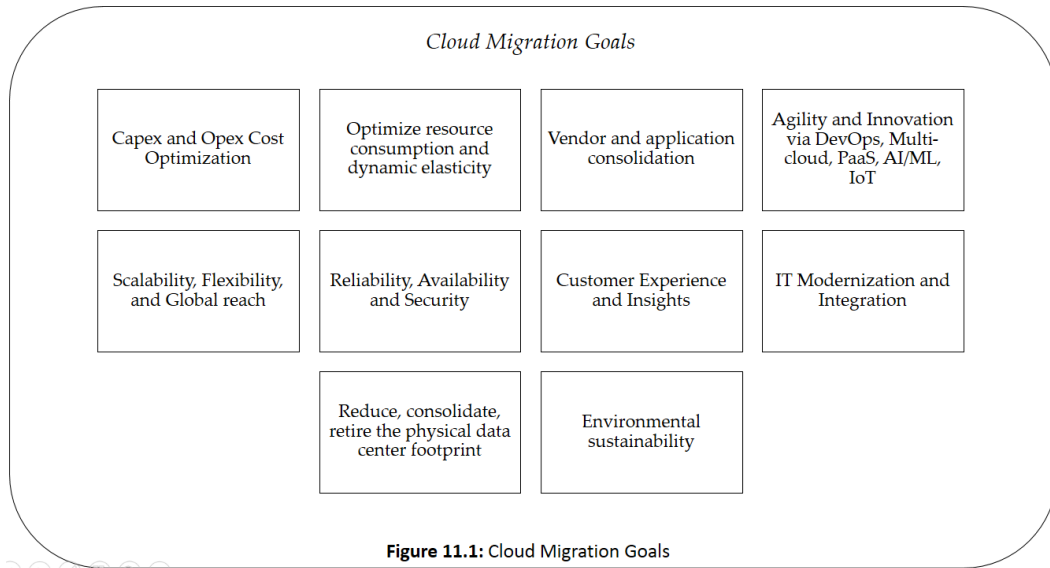 Cloud Migration Goals
Capex and Opex Cost
Optimization
Optimize resource
consumption and
dynamic elasticity
Vendor and application
consolidation
Agility and Innovation
via DevOps, Multi-
cloud, PaaS, AI/ML,
IoT
Scalability, Flexibility,
and Global reach
Reliability, Availability
and Security
Customer Experience
and Insights
IT Modernization and
Integration
Reduce, consolidate,
retire the physical data
center footprint
Environmental
sustainability
Figure 11.1: Cloud Migration Goals